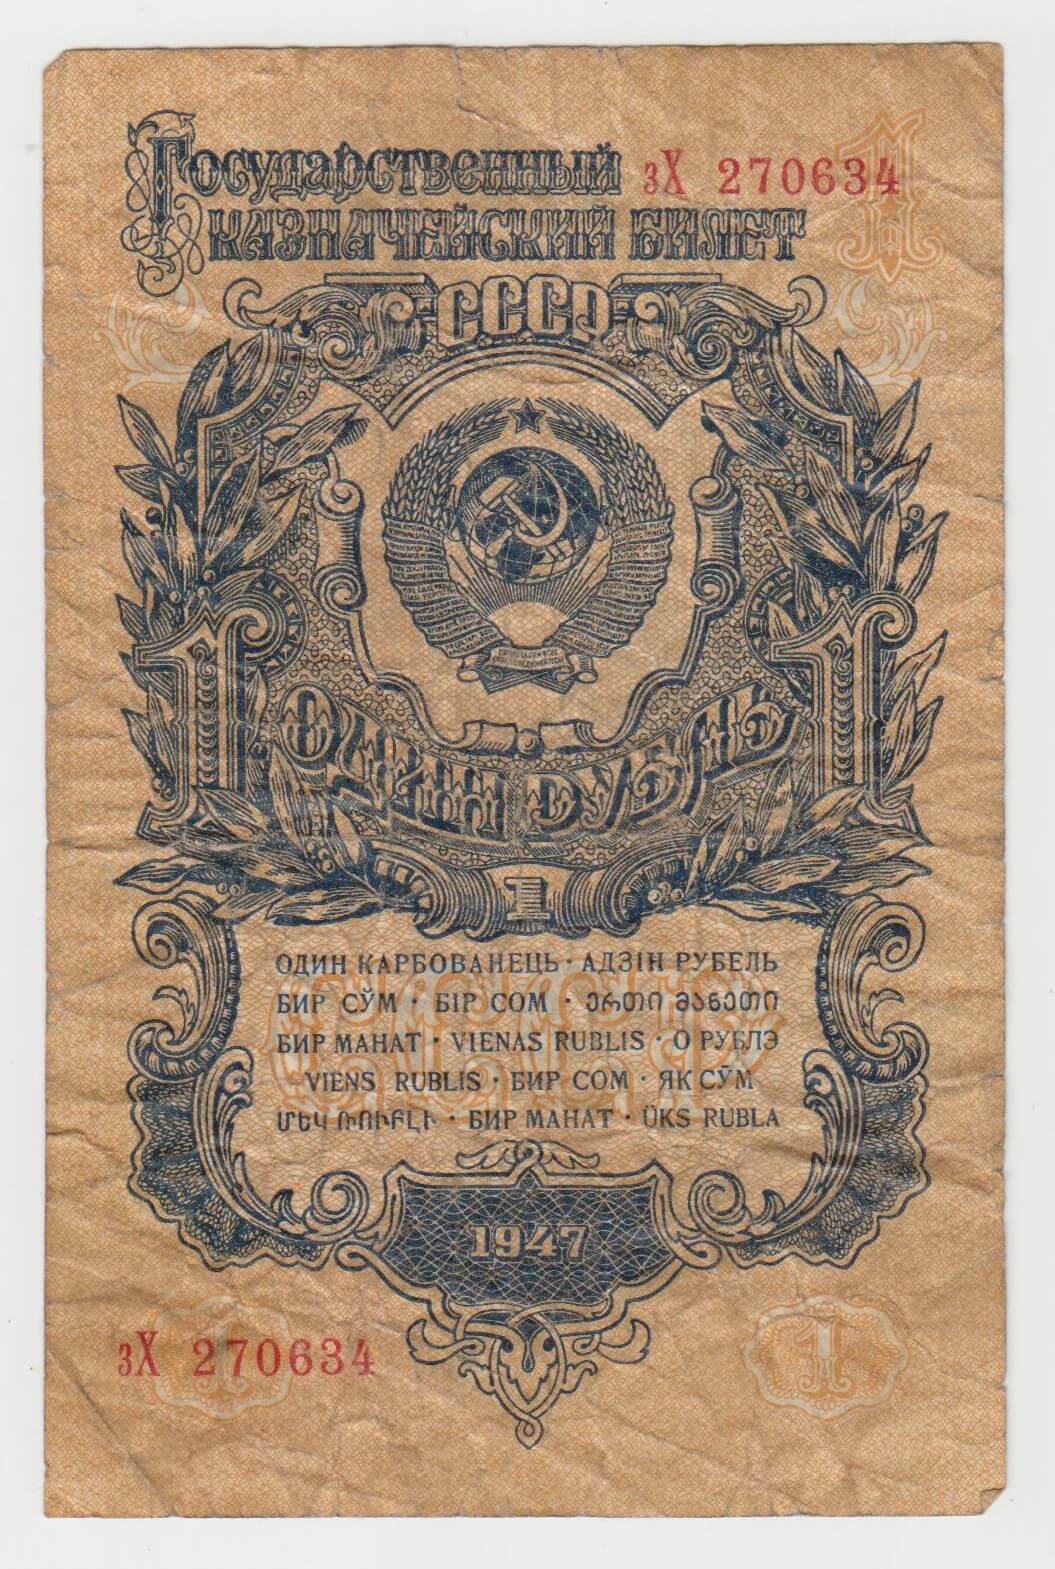 Государственный зХ 270634
казначейский билет
СССР
1 1
ОДИН РУБЛЬ
1
ОДИН КАРБОВАНЕЦЬ · АДЗІН РУБЕЛЬ
БИР СЎМ · БІР СОМ · ᲔᲠᲗᲘ ᲛᲐᲜᲔᲗᲘ
БИР МАНАТ · VIENAS RUBLIS · О РУБЛЭ
VIENS RUBLIS · БИР СОМ · ЯК СӮМ
ՄԵԿ ՌՈՒԲԼԻ · БИР МАНАТ · ÜKS RUBLA
1947
зХ 270634 1